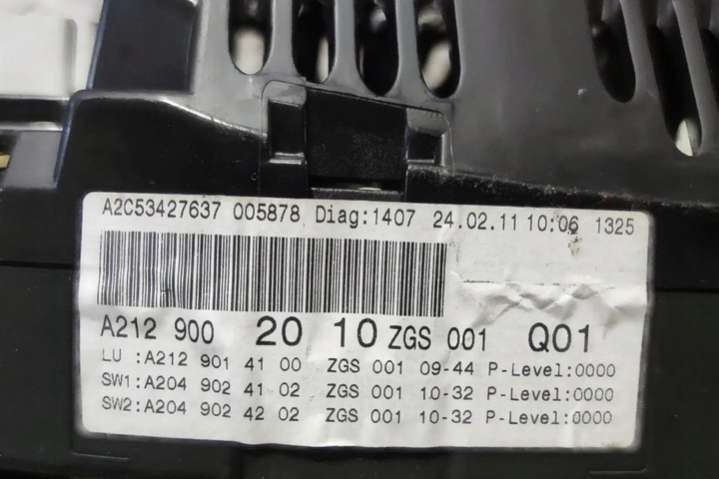 A2C53427637 005878 Diag:1407 24.02.11 10:06 1325
A212 900 20 10 ZGS 001 Q01
LU :A212 901 41 00 ZGS 001 09-44 P-Level:0000
SW1:A204 902 41 02 ZGS 001 10-32 P-Level:0000
SW2:A204 902 42 02 ZGS 001 10-32 P-Level:0000